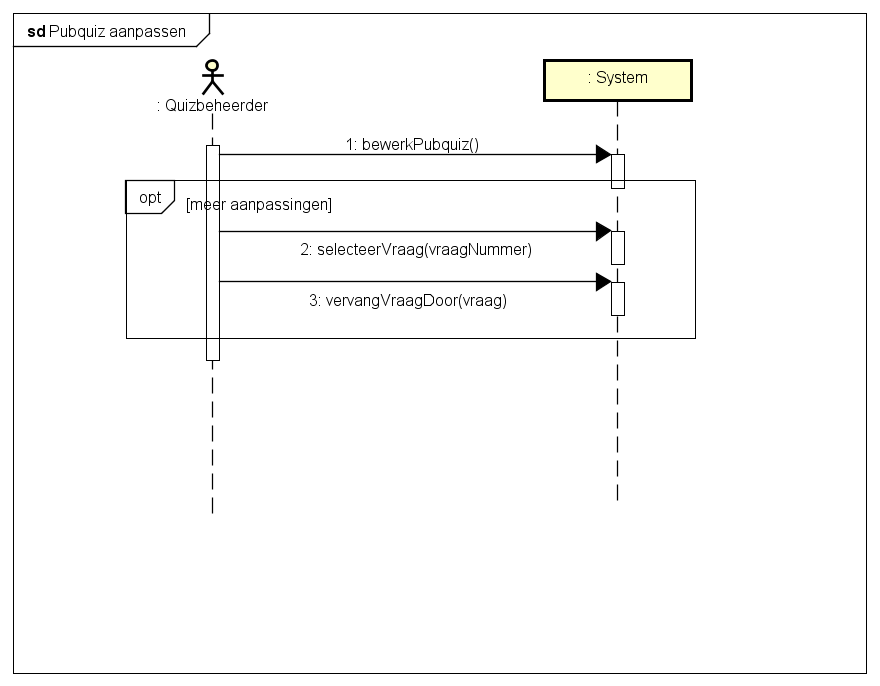 sd Pubquiz aanpassen
: Quizbeheerder
: System
1: bewerkPubquiz()
opt
[meer aanpassingen]
2: selecteerVraag(vraagNummer)
3: vervangVraagDoor(vraag)